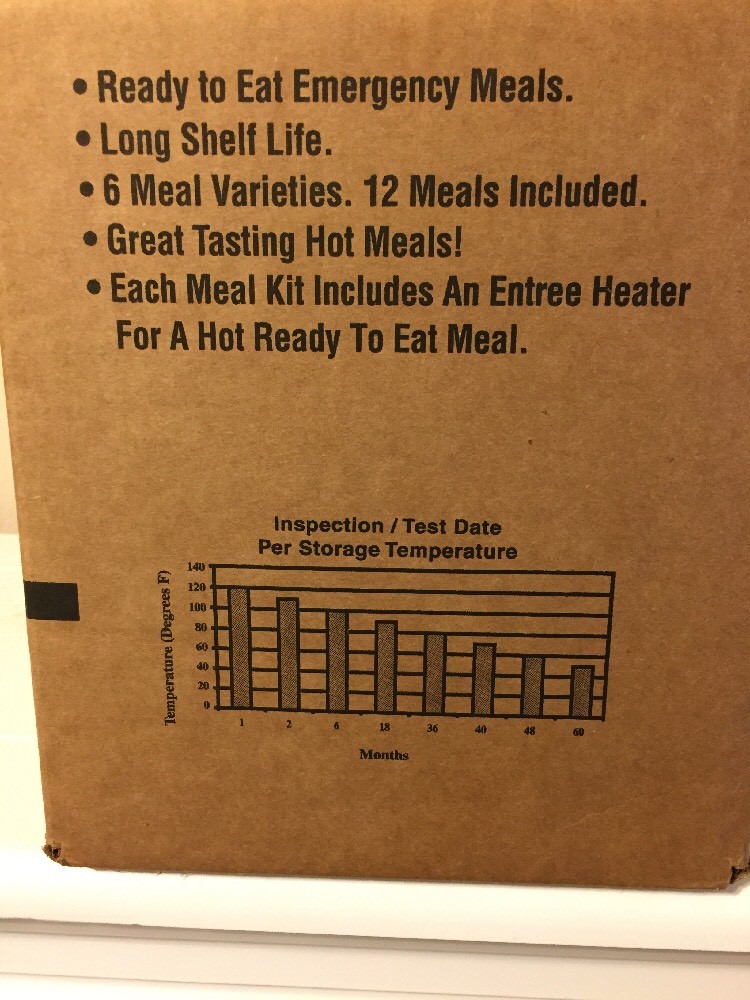 • Ready to Eat Emergency Meals.
• Long Shelf Life.
• 6 Meal Varieties. 12 Meals Included.
• Great Tasting Hot Meals!
• Each Meal Kit Includes An Entree Heater
For A Hot Ready To Eat Meal.
Inspection / Test Date
Per Storage Temperature
Temperature (Degrees F)
140
120
100
80
60
40
20
0
1 2 6 18 36 40 48 60
Months